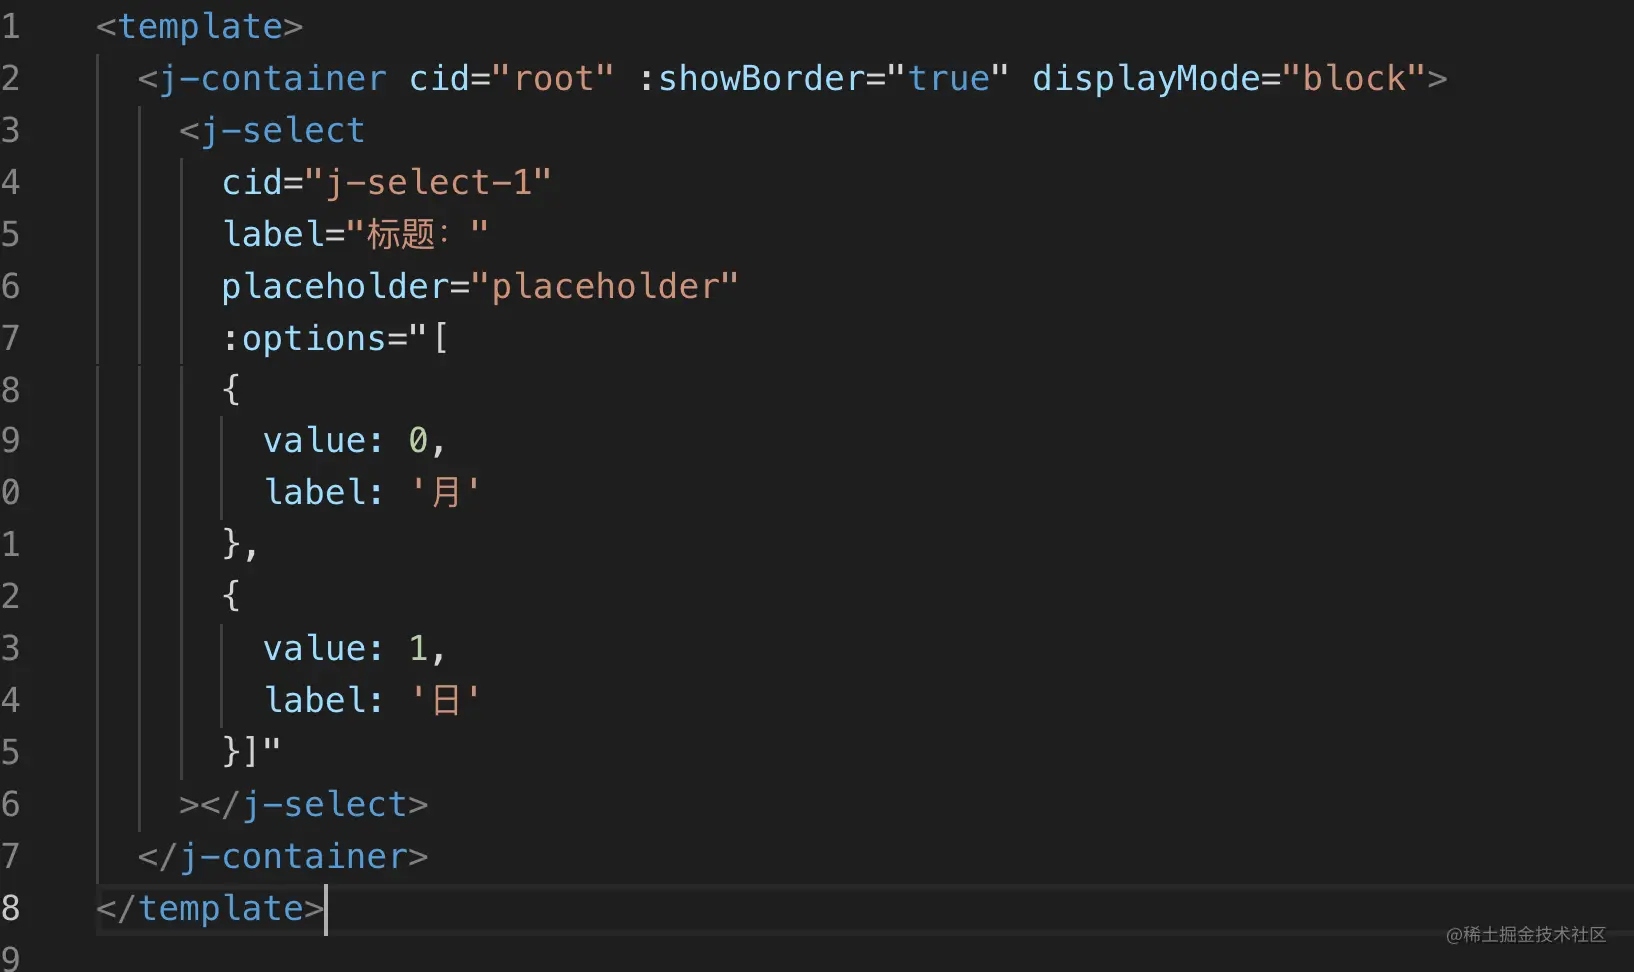 1 <template>
2   <j-container cid="root" :showBorder="true" displayMode="block">
3     <j-select
4       cid="j-select-1"
5       label="标题："
6       placeholder="placeholder"
7       :options="[
8       {
9         value: 0,
0         label: '月'
1       },
2       {
3         value: 1,
4         label: '日'
5       }]"
6     ></j-select>
7   </j-container>
8 </template>
9
@稀土掘金技术社区